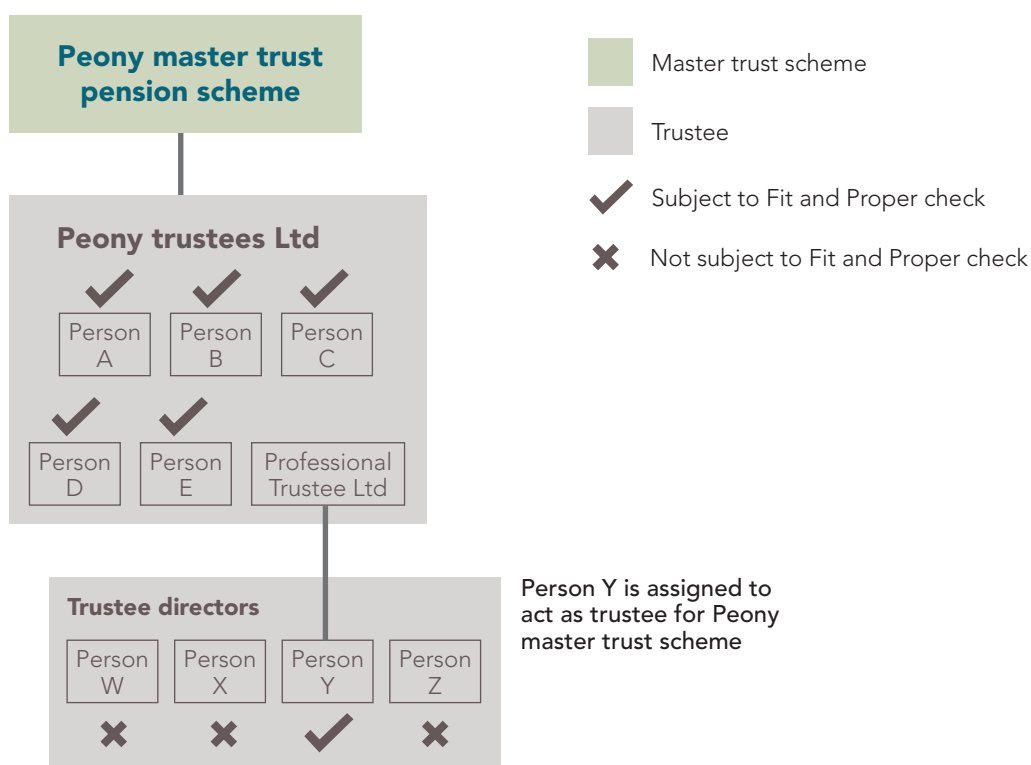 Peony master trust
pension scheme
Master trust scheme
Trustee
Subject to Fit and Proper check
Not subject to Fit and Proper check
Peony trustees Ltd
Person
A
Person
B
Person
C
Person
D
Person
E
Professional
Trustee Ltd
Trustee directors
Person
W
Person
X
Person
Y
Person
Z
Person Y is assigned to
act as trustee for Peony
master trust scheme